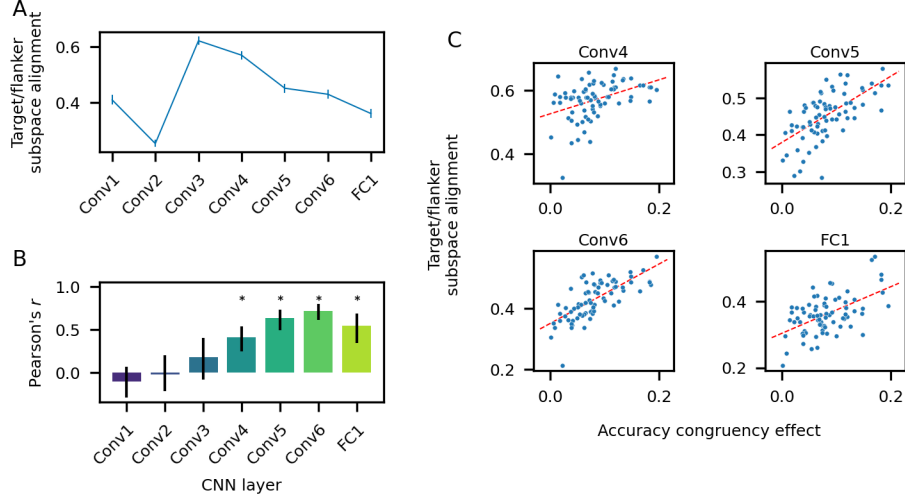 A
Target/flanker
subspace alignment
0.6
0.4
Conv1
Conv2
Conv3
Conv4
Conv5
Conv6
FC1
B
Pearson's r
1.0
0.5
0.0
* * * *
Conv1
Conv2
Conv3
Conv4
Conv5
Conv6
FC1
CNN layer
C
Target/flanker
subspace alignment
Conv4
0.6
0.4
0.0 0.2
Conv5
0.5
0.4
0.3
0.0 0.2
Conv6
0.4
0.2
0.0 0.2
FC1
0.4
0.2
0.0 0.2
Accuracy congruency effect